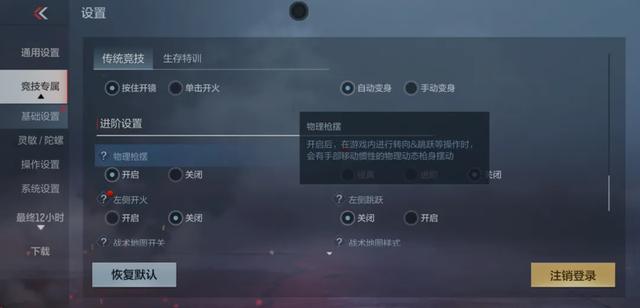 设置
通用设置
竞技专属
基础设置
灵敏/陀螺
操作设置
系统设置
最终12小时
下载
传统竞技 生存特训
按住开镜 单击开火 自动变身 手动变身
进阶设置
? 物理枪摆
开启 关闭
物理枪摆
开启后，在游戏内进行转向&跳跃等操作时，
会有手部移动惯性的物理动态枪身摆动
经典 进阶 关闭
? 左侧开火 ? 左侧跳跃
开启 关闭 关闭 开启
? 战术地图开关 ? 战术地图样式
恢复默认 注销登录